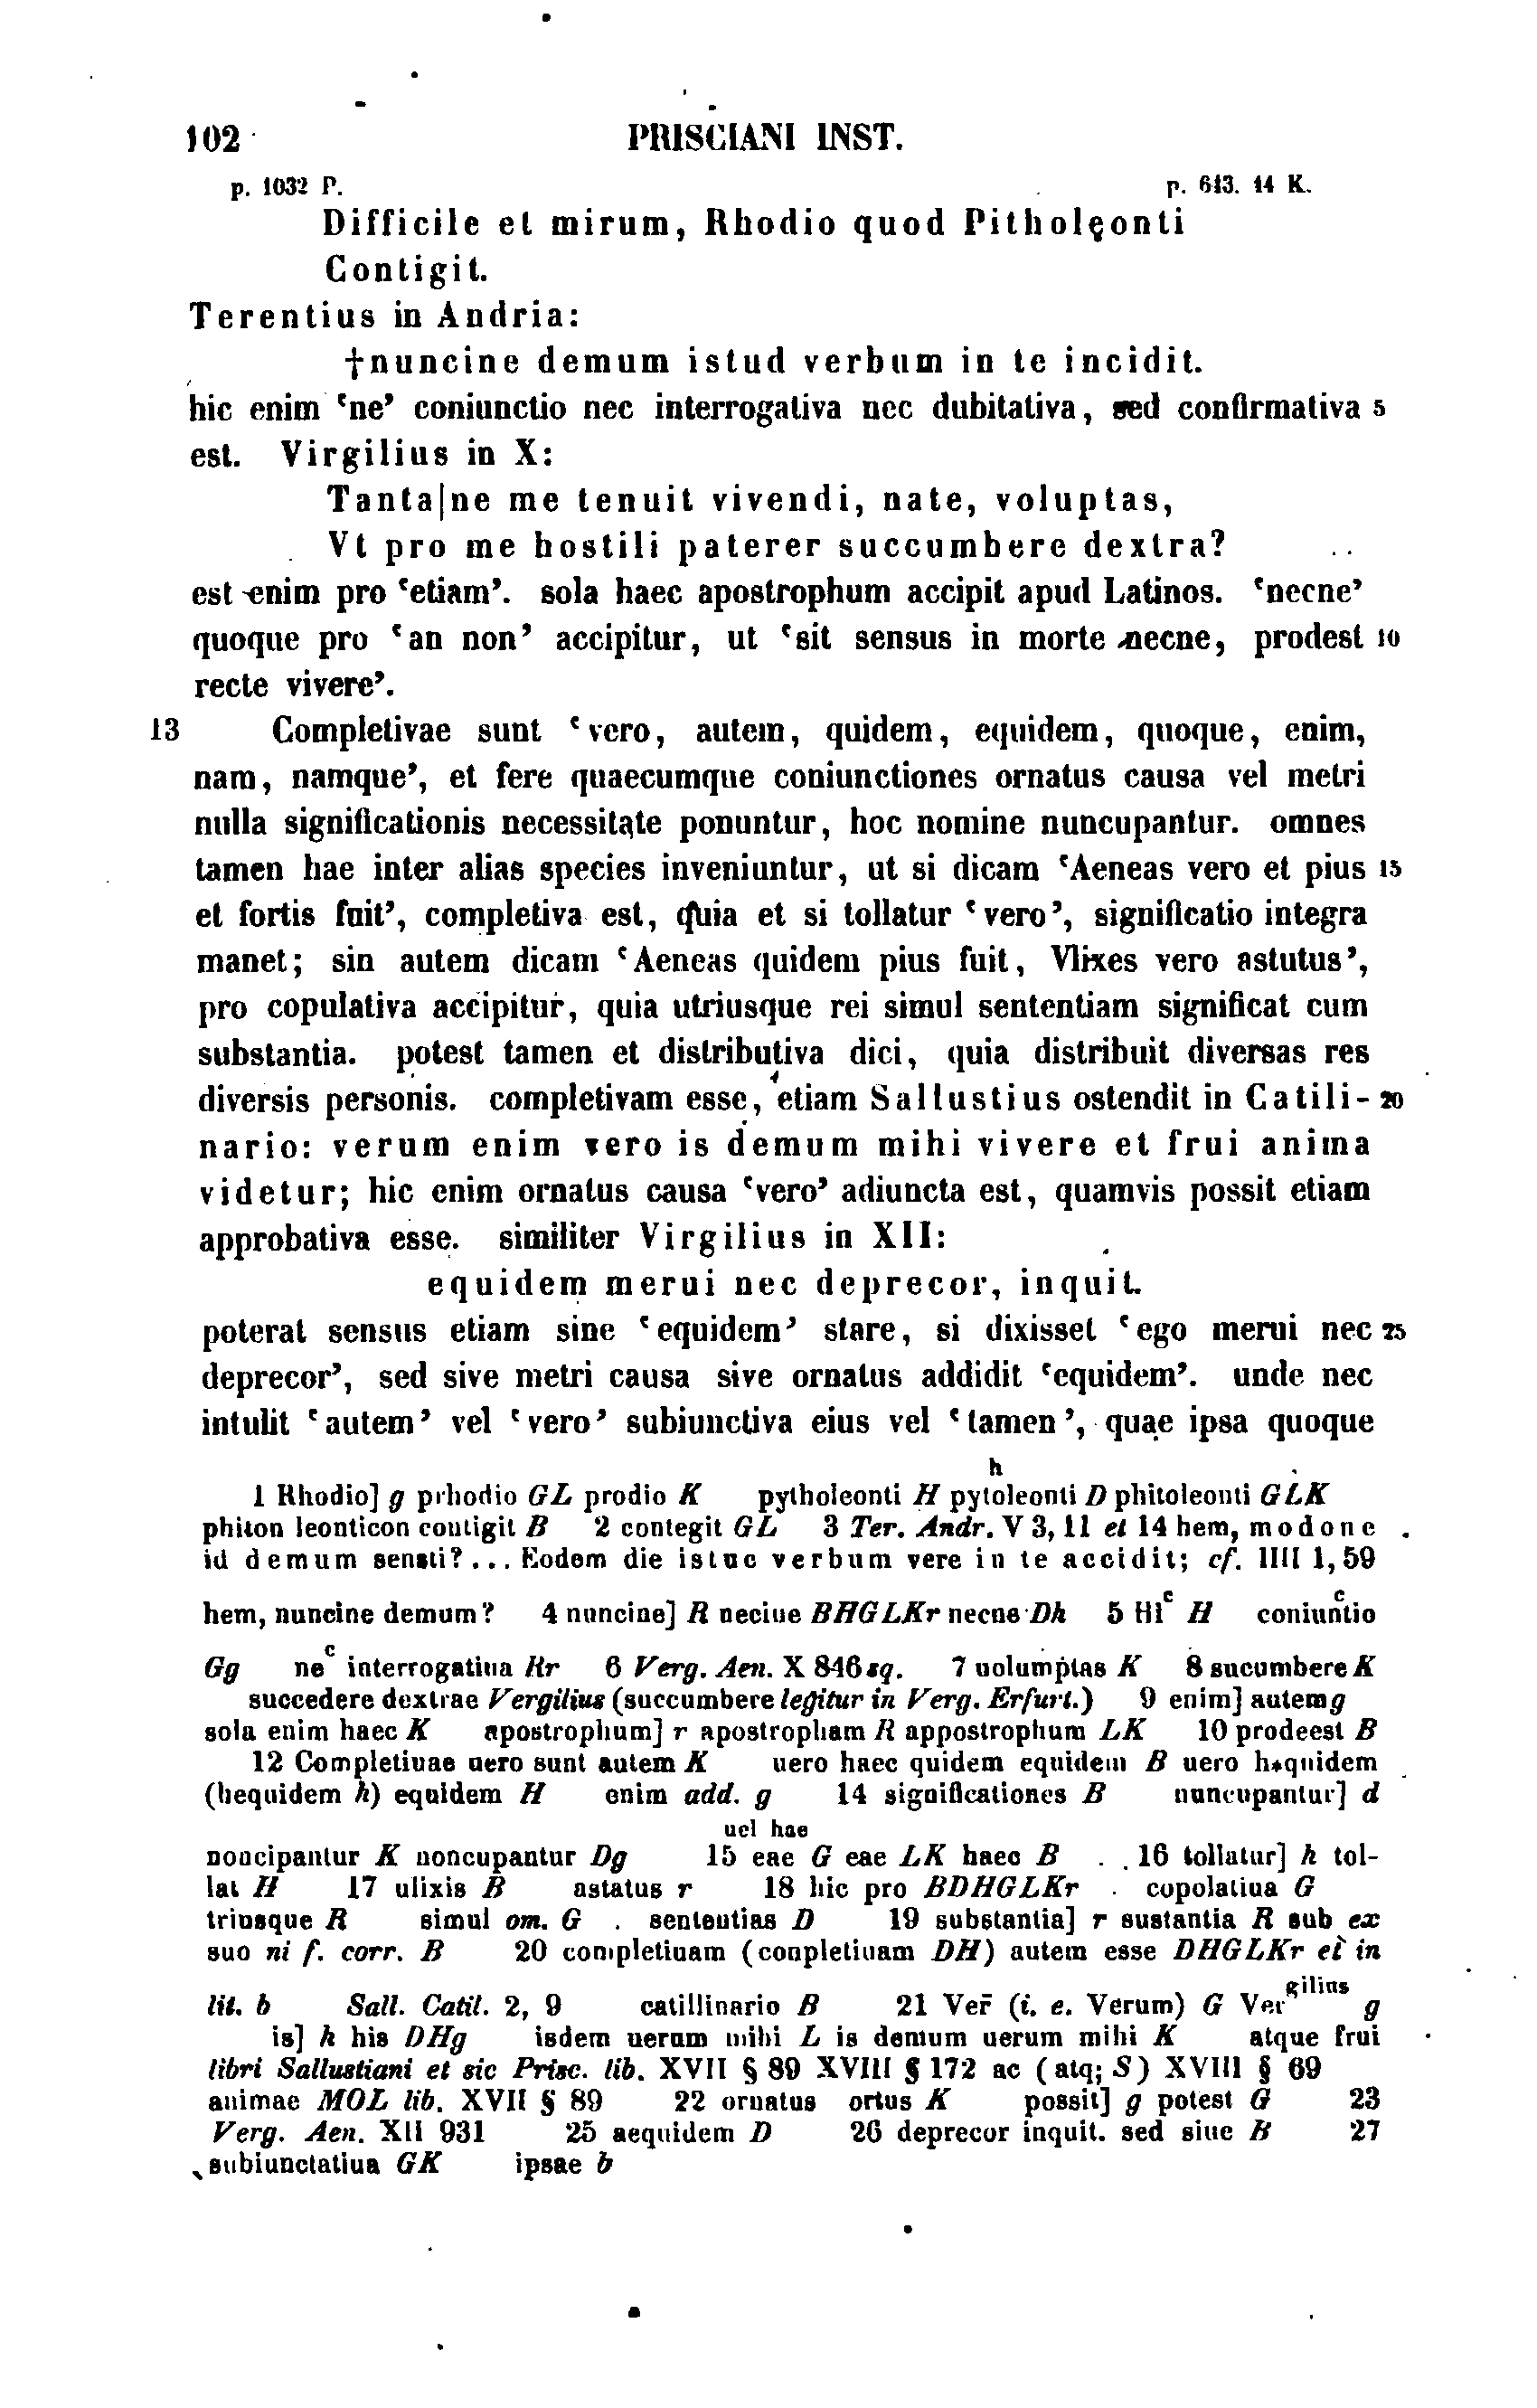 102 PRISCIANI INST.
p. 1032 P. p. 613. 14 K.
Difficile et mirum, Rhodio quod Pitholęonti
Contigit.
Terentius in Andria:
†nuncine demum istud verbum in te incidit.
hic enim ‘ne’ coniunctio nec interrogativa nec dubitativa, sed confirmativa 5
est. Virgilius in X:
Tanta|ne me tenuit vivendi, nate, voluptas,
Vt pro me hostili paterer succumbere dextra?
est enim pro ‘etiam’. sola haec apostrophum accipit apud Latinos. ‘necne’
quoque pro ‘an non’ accipitur, ut ‘sit sensus in morte necne, prodest 10
recte vivere’.
13 Completivae sunt ‘vero, autem, quidem, equidem, quoque, enim,
nam, namque’, et fere quaecumque coniunctiones ornatus causa vel metri
nulla significationis necessitate ponuntur, hoc nomine nuncupantur. omnes
tamen hae inter alias species inveniuntur, ut si dicam ‘Aeneas vero et pius 15
et fortis fuit’, completiva est, quia et si tollatur ‘vero’, significatio integra
manet; sin autem dicam ‘Aeneas quidem pius fuit, Vlixes vero astutus’,
pro copulativa accipitur, quia utriusque rei simul sententiam significat cum
substantia. potest tamen et distributiva dici, quia distribuit diversas res
diversis personis. completivam esse, etiam Sallustius ostendit in Catili- 20
nario: verum enim vero is demum mihi vivere et frui anima
videtur; hic enim ornatus causa ‘vero’ adiuncta est, quamvis possit etiam
approbativa esse. similiter Virgilius in XII:
equidem merui nec deprecor, inquit.
poterat sensus etiam sine ‘equidem’ stare, si dixisset ‘ego merui nec 25
deprecor’, sed sive metri causa sive ornatus addidit ‘equidem’. unde nec
intulit ‘autem’ vel ‘vero’ subiunctiva eius vel ‘tamen’, quae ipsa quoque
h
1 Rhodio] g prhodio GL prodio K pytholeonti H pytoleonti D phitoleonti GLK
phiton leonticon contigit B 2 contegit GL 3 Ter. Andr. V 3, 11 et 14 hem, modone
id demum sensti? ... Eodem die istuc verbum vere in te accidit; cf. IIII 1, 59
hem, nuncine demum? 4 nuncine] R necine BHGLKr necne Dh 5 Hic H coniunctio
Gg nec interrogatiua Rr 6 Verg. Aen. X 846 sq. 7 uolumptas K 8 sucumbere K
succedere dextrae Vergilius (succumbere legitur in Verg. Erfurt.) 9 enim] autem g
sola enim haec K apostrophum] r apostropham R appostrophum LK 10 prodeest B
12 Completiuae uero sunt autem K uero haec quidem equidem B uero h*quidem
(hequidem h) equidem H enim add. g 14 significationes B nuncupantur] d
noncipantur K noncupantur Dg 15 eae G eae LK haec B 16 tollatur] h tol-
uel hae
lat H 17 ulixis B astatus r 18 hic pro BDHGLKr copolatiua G
triusque R simul om. G sententias D 19 substantia] r sustantia R sub ex
suo ni f. corr. B 20 completiuam (conpletiuam DH) autem esse DHGLKr et in
lit. b Sall. Catil. 2, 9 catillinario B 21 Ver̄ (i. e. Verum) G Vergilius g
is] h his DHg isdem uerum mihi L is demum uerum mihi K atque frui
libri Sallustiani et sic Prisc. lib. XVII § 89 XVIII § 172 ac (atq; S) XVIII § 69
animae MOL lib. XVII § 89 22 ornatus ortus K possit] g potest G 23
Verg. Aen. XII 931 25 aequidem D 26 deprecor inquit. sed siue R 27
subiunctatiua GK ipsae b